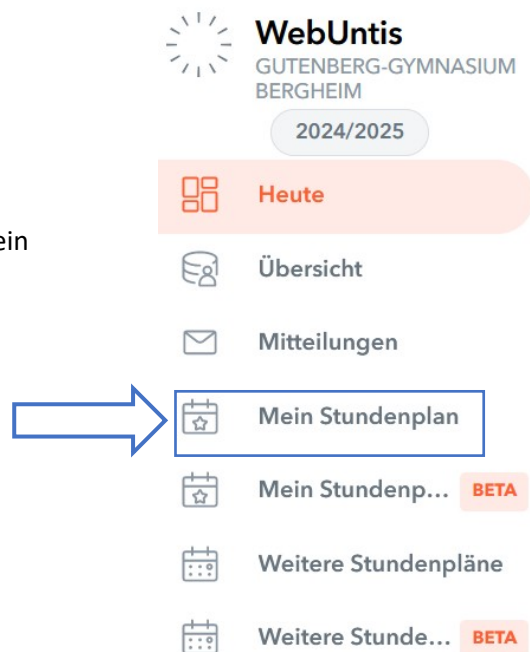 WebUntis
GUTENBERG-GYMNASIUM
BERGHEIM
2024/2025
Heute
ein
Übersicht
Mitteilungen
Mein Stundenplan
Mein Stundenp... BETA
Weitere Stundenpläne
Weitere Stunde... BETA